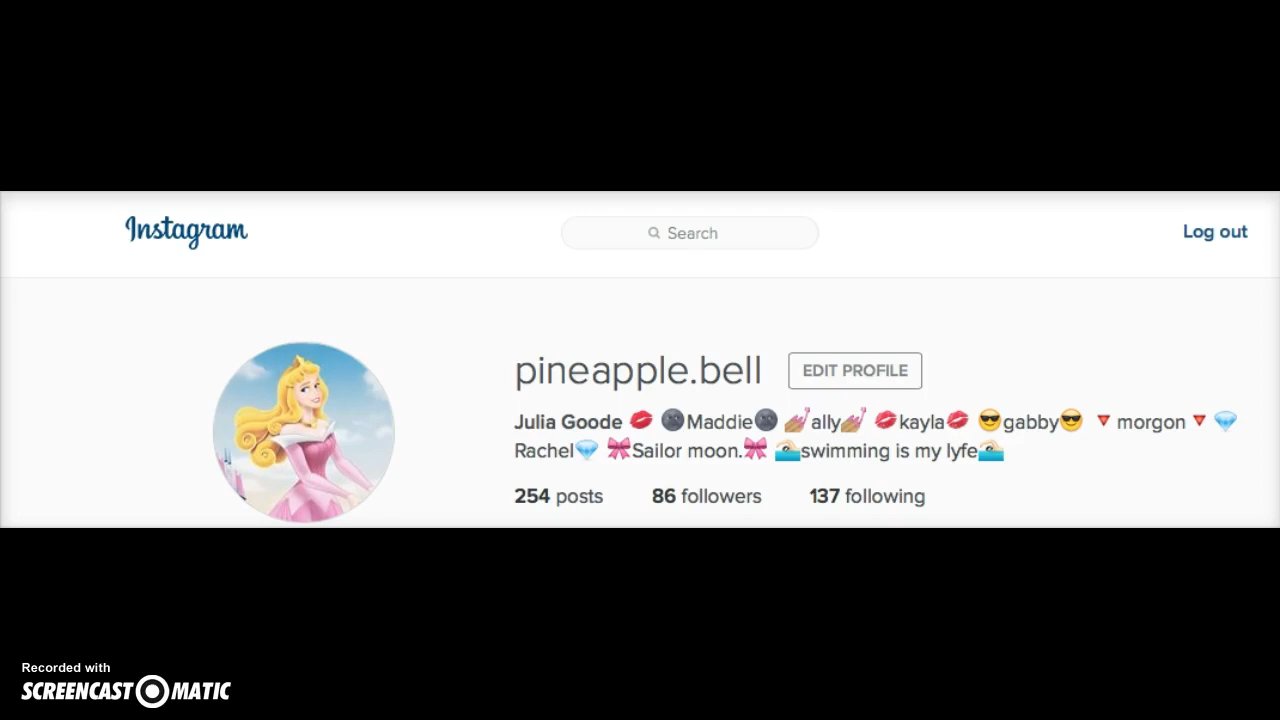 Instagram
Search
Log out
pineapple.bell
EDIT PROFILE
Julia Goode 💋 🌚Maddie🌚 💅ally💅 💋kayla💋 😎gabby😎 🔻morgon🔻 💎
Rachel💎 🎀Sailor moon.🎀 🏊swimming is my lyfe🏊
254 posts 86 followers 137 following
Recorded with
SCREENCAST MATIC